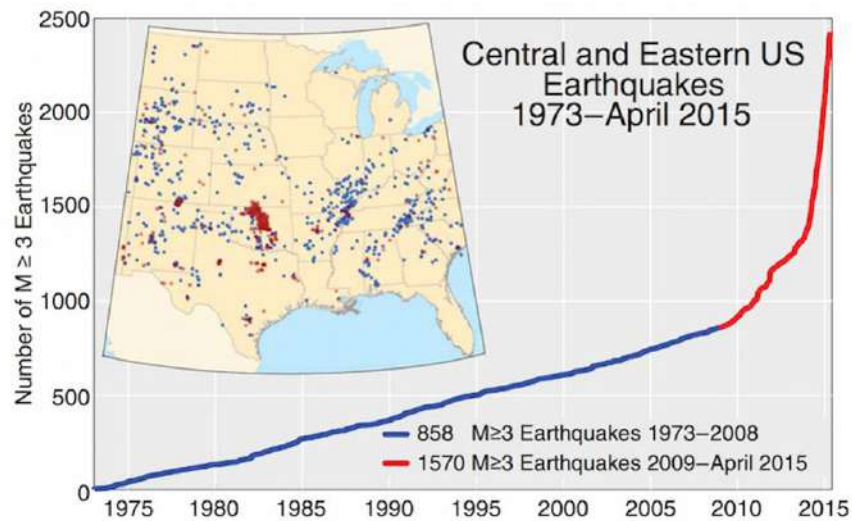 Central and Eastern US
Earthquakes
1973–April 2015
Number of M ≥ 3 Earthquakes
2500
2000
1500
1000
500
0
858 M≥3 Earthquakes 1973–2008
1570 M≥3 Earthquakes 2009–April 2015
1975 1980 1985 1990 1995 2000 2005 2010 2015